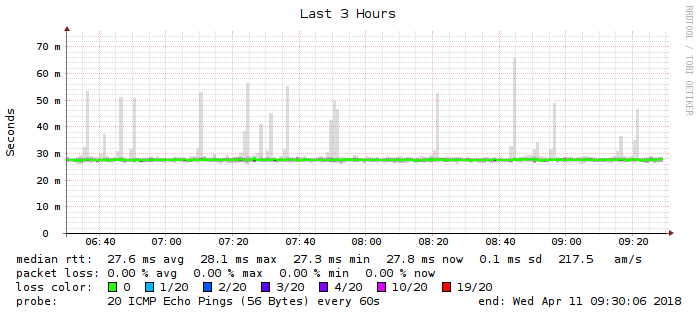 Last 3 Hours
RRDTOOL / TOBI OETIKER
Seconds
70 m
60 m
50 m
40 m
30 m
20 m
10 m
0
06:40 07:00 07:20 07:40 08:00 08:20 08:40 09:00 09:20
median rtt: 27.6 ms avg 28.1 ms max 27.3 ms min 27.8 ms now 0.1 ms sd 217.5 am/s
packet loss: 0.00 % avg 0.00 % max 0.00 % min 0.00 % now
loss color: 0 1/20 2/20 3/20 4/20 10/20 19/20
probe: 20 ICMP Echo Pings (56 Bytes) every 60s end: Wed Apr 11 09:30:06 2018